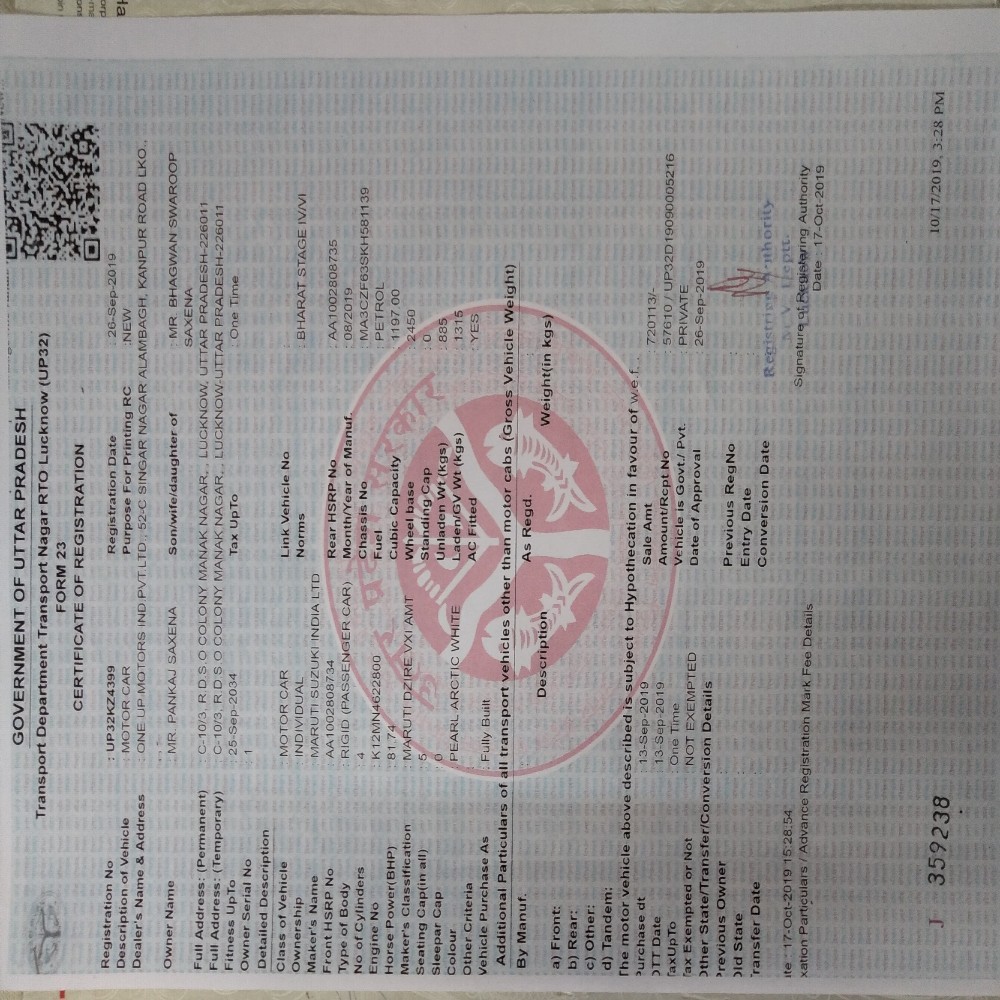 GOVERNMENT OF UTTAR PRADESH
Transport Department Transport Nagar RTO Lucknow (UP32)
FORM 23
CERTIFICATE OF REGISTRATION
Registration No : UP32KZ4399 Registration Date : 26-Sep-2019
Description of Vehicle : MOTOR CAR Purpose For Printing RC : NEW
Dealer's Name & Address : ONE UP MOTORS IND PVT LTD , 52-C SINGAR NAGAR ALAMBAGH, KANPUR ROAD LKO.,
Owner Name : MR. PANKAJ SAXENA Son/wife/daughter of : MR. BHAGWAN SWAROOP
SAXENA
Full Address: (Permanent) : C-10/3, R.D.S.O COLONY MANAK NAGAR, , LUCKNOW, UTTAR PRADESH-226011
Full Address: (Temporary) : C-10/3, R.D.S.O COLONY MANAK NAGAR, , LUCKNOW-UTTAR PRADESH-226011
Fitness UpTo : 25-Sep-2034 Tax UpTo : One Time
Owner Serial No : 1
Detailed Description
Class of Vehicle : MOTOR CAR Link Vehicle No :
Ownership : INDIVIDUAL Norms : BHARAT STAGE IV/VI
Maker's Name : MARUTI SUZUKI INDIA LTD
Front HSRP No : AA1002808734 Rear HSRP No : AA1002808735
Type of Body : RIGID (PASSENGER CAR) Month/Year of Manuf. : 08/2019
No of Cylinders : 4 Chassis No : MA3CZF63SKH581139
Engine No : K12MN4622800 Fuel : PETROL
Horse Power(BHP) : 81.74 Cubic Capacity : 1197.00
Maker's Classification : MARUTI DZIRE VXI AMT Wheel base : 2450
Seating Cap(in all) : 5 Standing Cap : 0
Sleepar Cap : 0 Unladen Wt (kgs) : 885
Colour : PEARL ARCTIC WHITE Laden/GV Wt (kgs) : 1315
Other Criteria : AC Fitted : YES
Vehicle Purchase As : Fully Built
Additional Particulars of all transport vehicles other than motor cabs (Gross Vehicle Weight)
By Manuf. As Regd.
Description Weight(in kgs)
a) Front:
b) Rear:
c) Other:
d) Tandem:
The motor vehicle above described is subject to Hypothecation in favour of w.e.f. .
Purchase dt : 13-Sep-2019 Sale Amt : 720113/-
OTT Date : 13-Sep-2019 Amount/Rcpt No : 57610 / UP32D19090005216
TaxUpTo : One Time Vehicle is Govt./ Pvt. : PRIVATE
Tax Exempted or Not : NOT EXEMPTED Date of Approval : 26-Sep-2019
Other State/Transfer/Conversion Details
Previous Owner : Previous RegNo :
Old State : Entry Date :
Transfer Date : Conversion Date :
Signature of Registering Authority
Date : 17-Oct-2019
ate : 17-Oct-2019 15:28:54
xation Particulars / Advance Registration Mark Fee Details
J 359238
10/17/2019, 3:28 PM